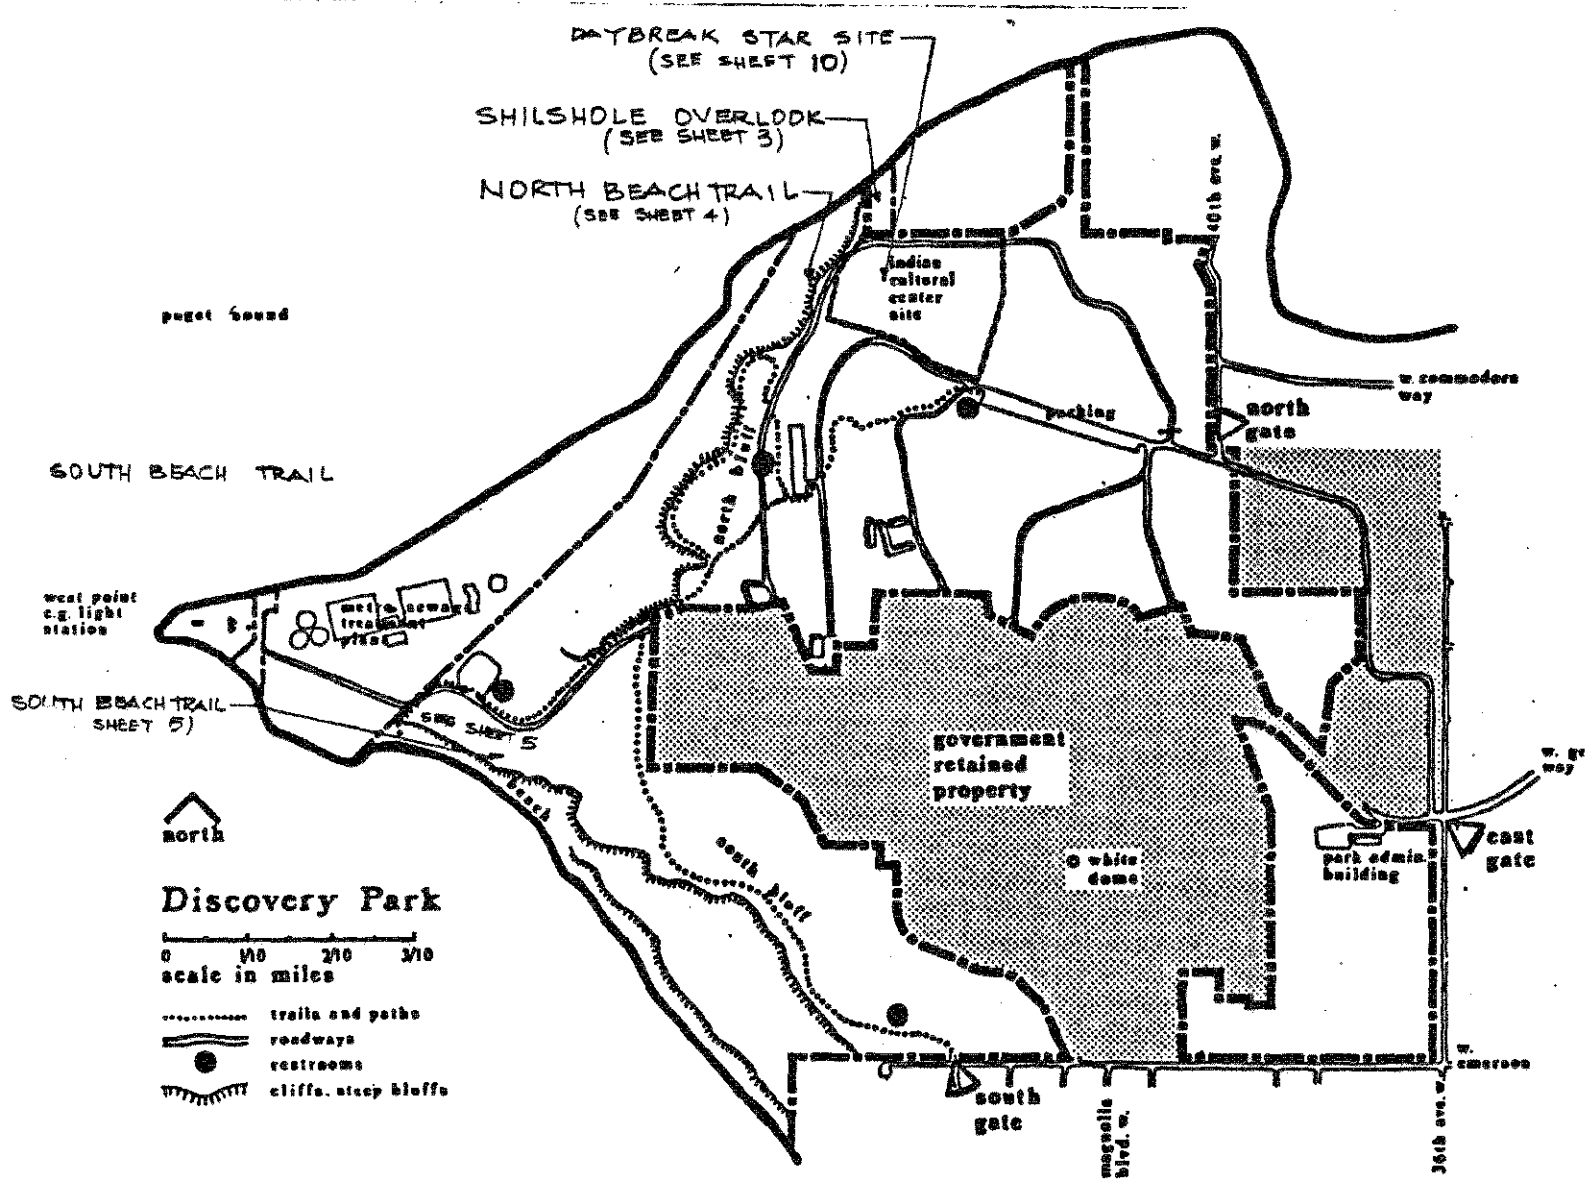 DAYBREAK STAR SITE
(SEE SHEET 10)
SHILSHOLE OVERLOOK
(SEE SHEET 3)
NORTH BEACH TRAIL
(SEE SHEET 4)
40th ave. w.
indian
cultural
center
site
puget sound
w. commodore
way
north
gate
parking
SOUTH BEACH TRAIL
north bluff
west point
c.g. light
station
metro sewage
treatment
plant
SOUTH BEACH TRAIL
SHEET 5)
SEE SHEET 5
beach
government
retained
property
w. ge
way
north
east
gate
park admin.
building
south bluff
white
dome
Discovery Park
0 1/10 2/10 3/10
scale in miles
trails and paths
roadways
restrooms
cliffs, steep bluffs
w.
emerson
south
gate
magnolia
blvd. w.
36th ave. w.